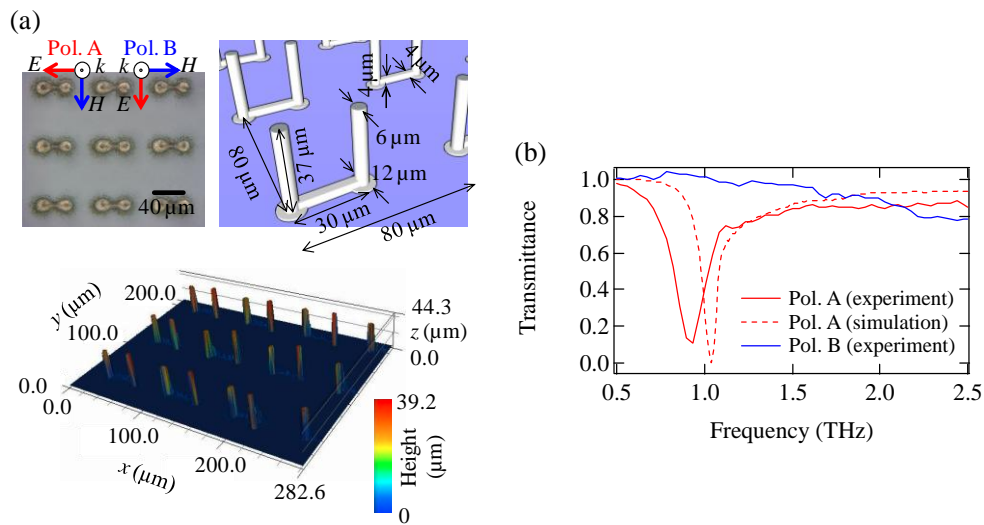 (a)
Pol. A Pol. B
E k k H
H E
40 μm
4 μm
4 μm
6 μm
12 μm
37 μm
80 μm
30 μm
80 μm
y (μm)
200.0
100.0
0.0
0.0
100.0
x (μm)
200.0
282.6
44.3
z (μm)
0.0
39.2
Height
(μm)
0
(b)
Transmittance
1.0
0.8
0.6
0.4
0.2
0.0
Pol. A (experiment)
Pol. A (simulation)
Pol. B (experiment)
0.5 1.0 1.5 2.0 2.5
Frequency (THz)